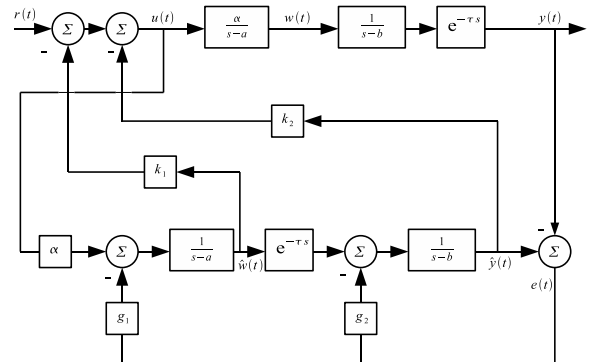 r(t) Σ Σ u(t) α/(s-a) w(t) 1/(s-b) e^{-τs} y(t)
- -
k₂
k₁
α Σ 1/(s-a) ŵ(t) e^{-τs} Σ 1/(s-b) ŷ(t) - Σ
- - e(t)
g₁ g₂